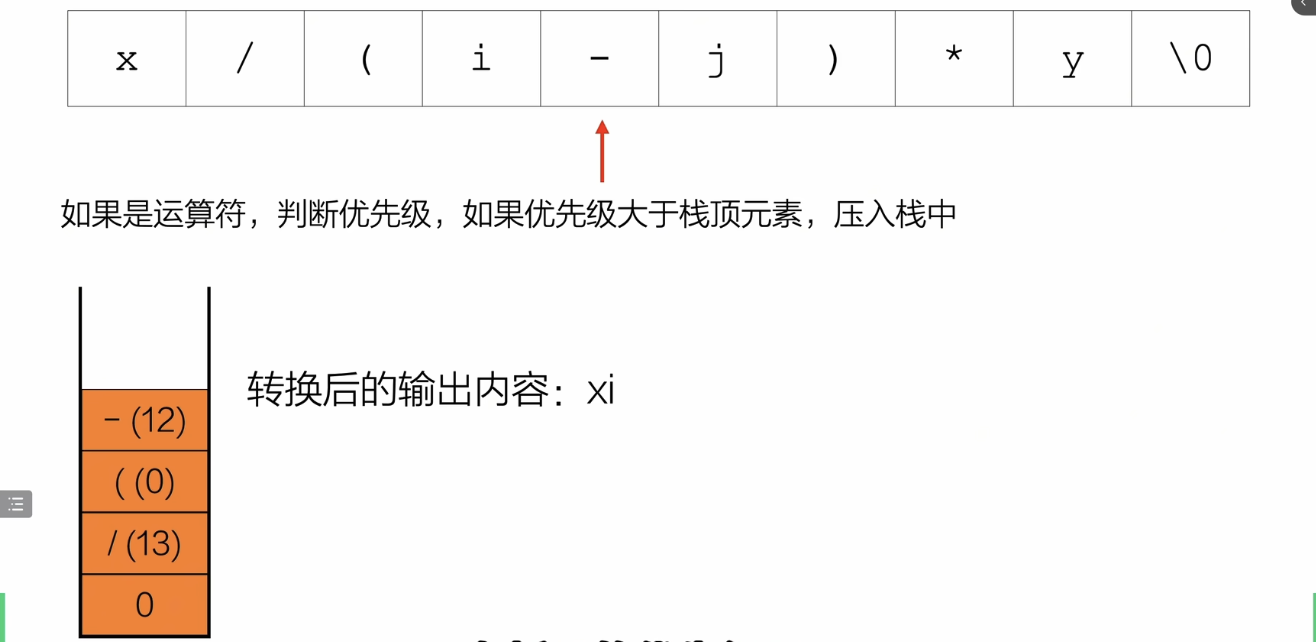 x / ( i - j ) * y \0
如果是运算符，判断优先级，如果优先级大于栈顶元素，压入栈中
转换后的输出内容：xi
- (12)
( (0)
/ (13)
0